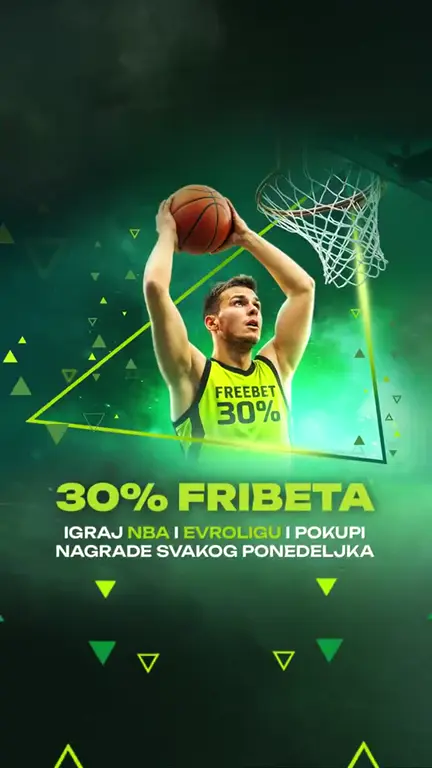 FREEBET
30%
30% FRIBETA
IGRAJ NBA I EVROLIGU I POKUPI
NAGRADE SVAKOG PONEDELJKA